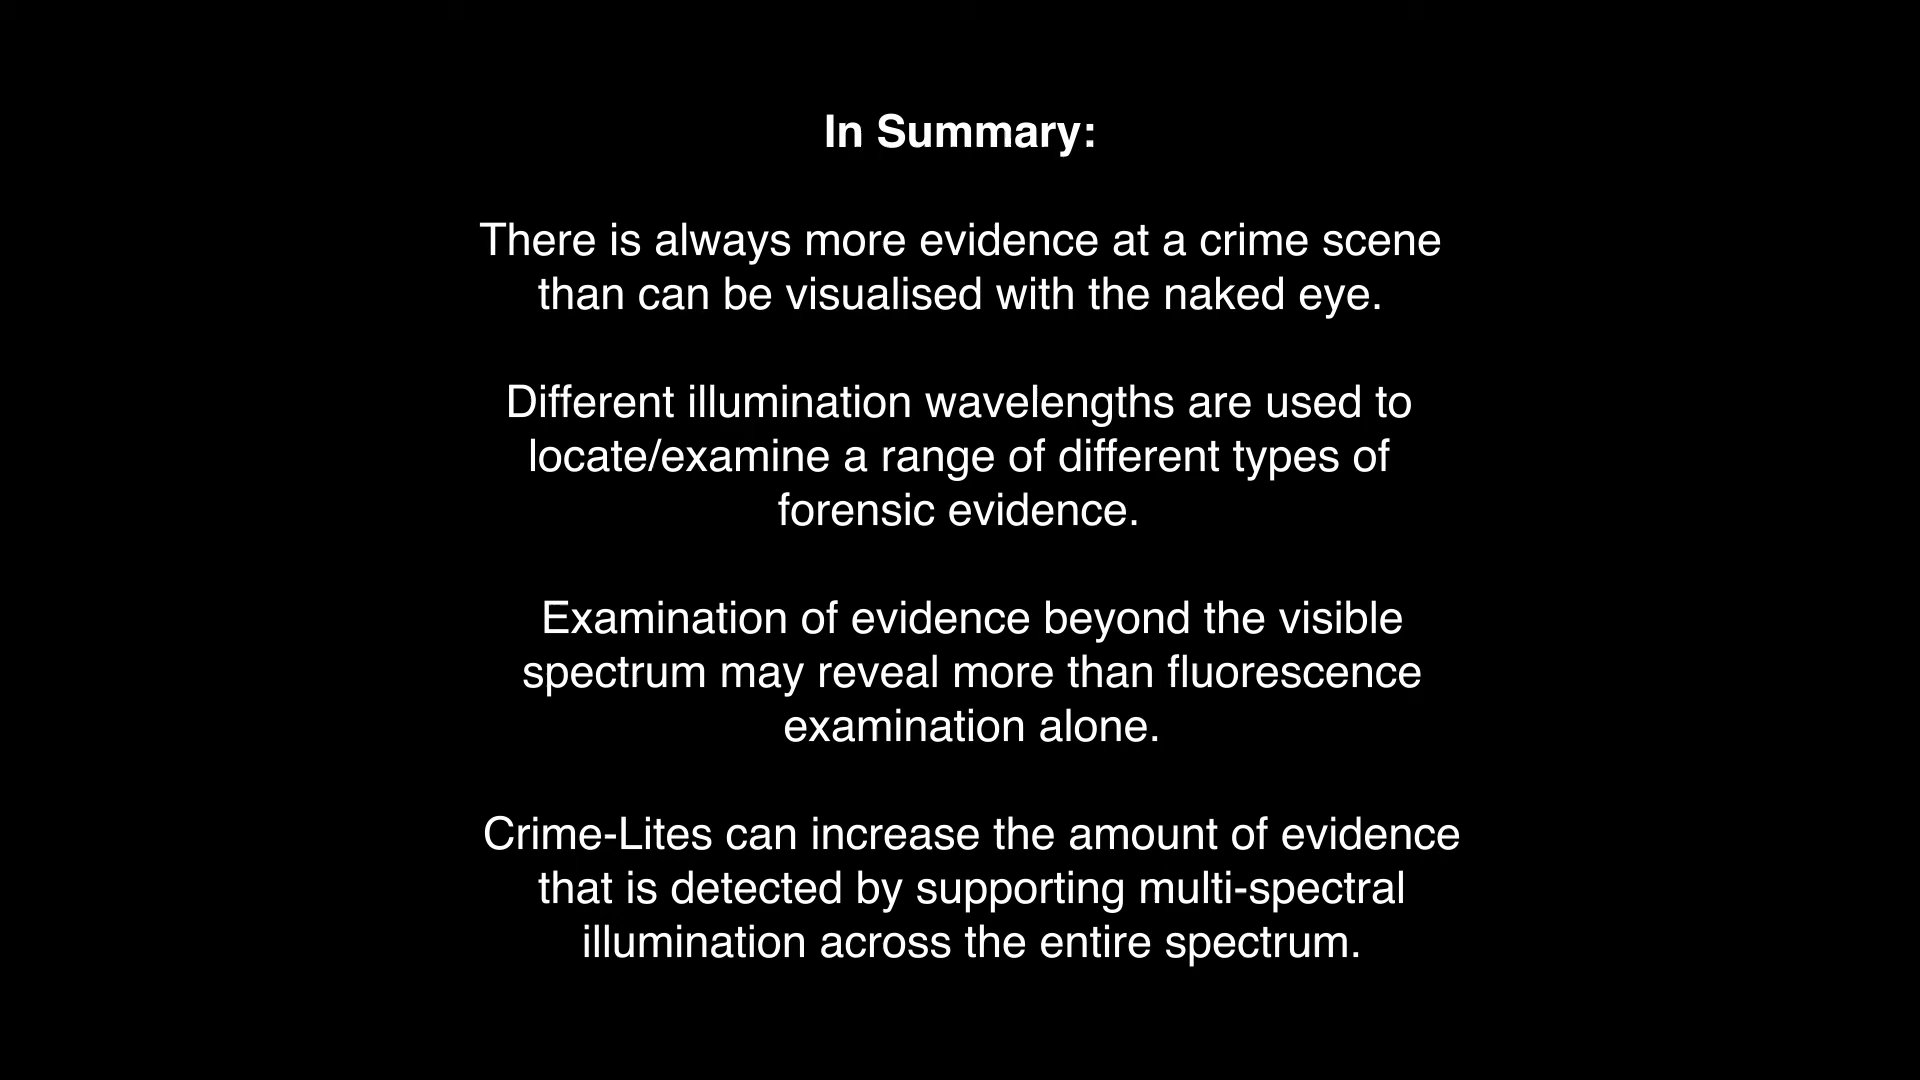 In Summary:
There is always more evidence at a crime scene
than can be visualised with the naked eye.
Different illumination wavelengths are used to
locate/examine a range of different types of
forensic evidence.
Examination of evidence beyond the visible
spectrum may reveal more than fluorescence
examination alone.
Crime-Lites can increase the amount of evidence
that is detected by supporting multi-spectral
illumination across the entire spectrum.